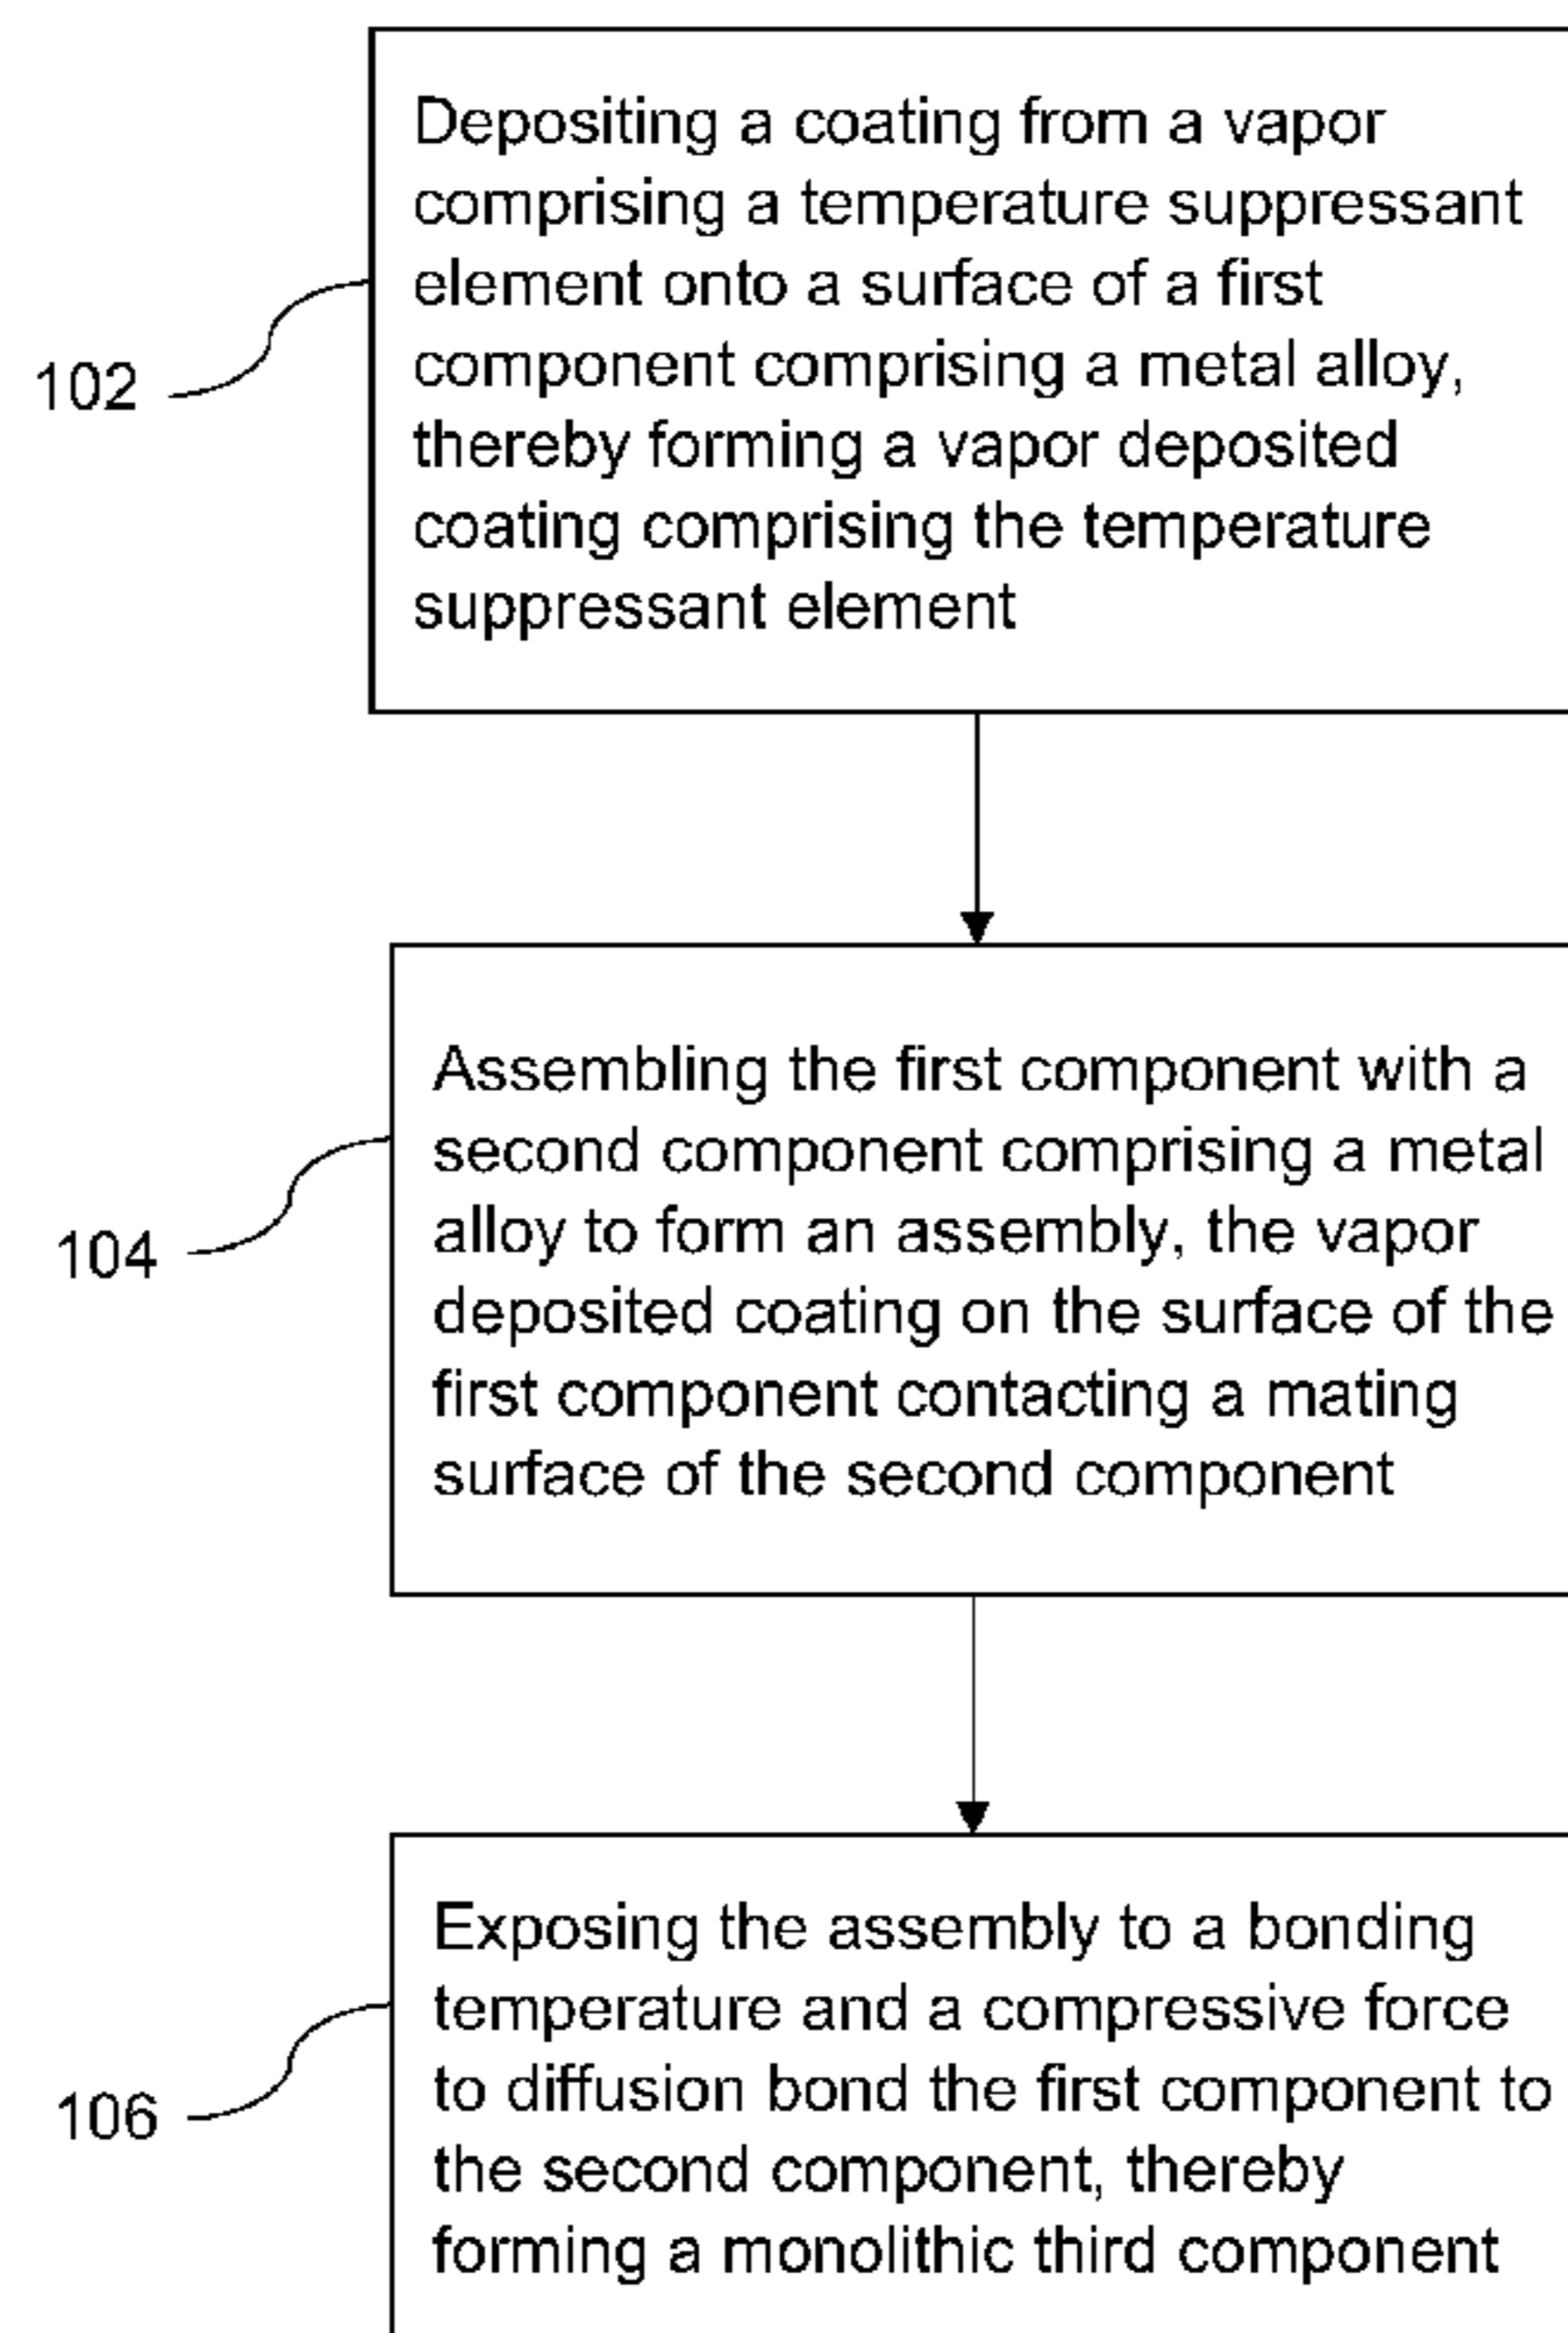 Depositing a coating from a vapor
comprising a temperature suppressant
element onto a surface of a first
component comprising a metal alloy,
thereby forming a vapor deposited
coating comprising the temperature
suppressant element
102
Assembling the first component with a
second component comprising a metal
alloy to form an assembly, the vapor
deposited coating on the surface of the
first component contacting a mating
surface of the second component
104
Exposing the assembly to a bonding
temperature and a compressive force
to diffusion bond the first component to
the second component, thereby
forming a monolithic third component
106